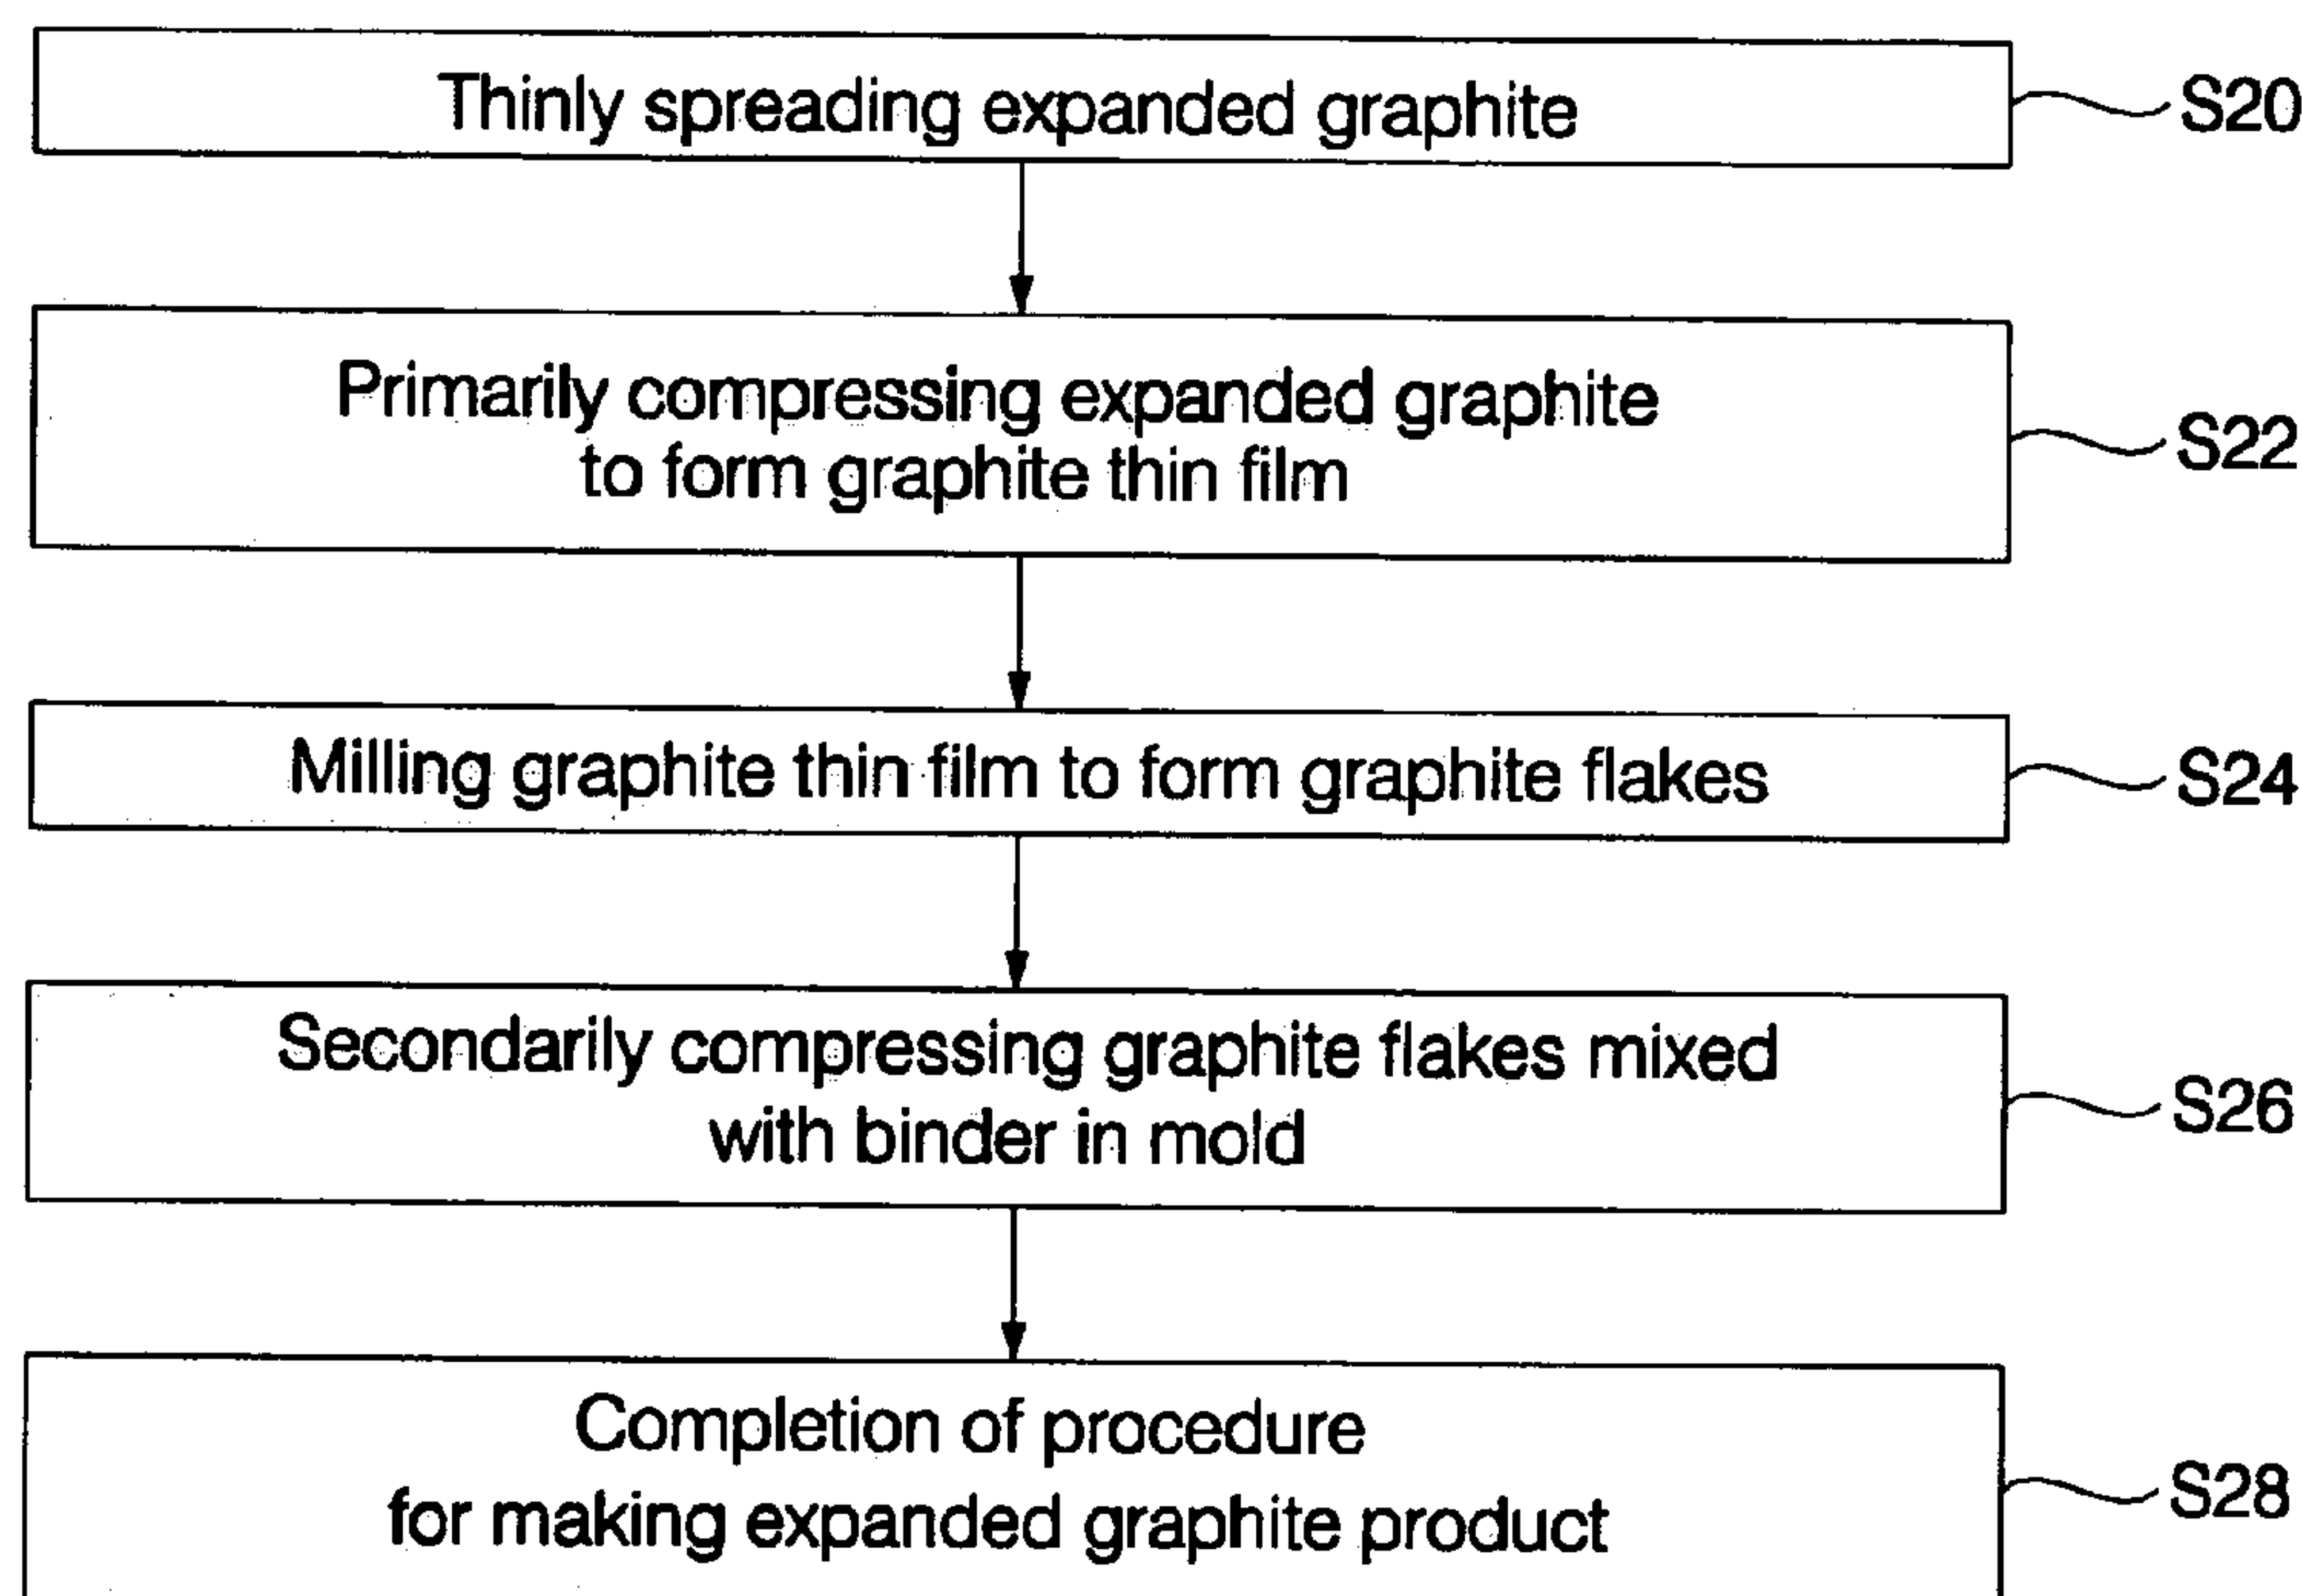 Thinly spreading expanded graphite
S20
Primarily compressing expanded graphite
to form graphite thin film
S22
Milling graphite thin film to form graphite flakes
S24
Secondarily compressing graphite flakes mixed
with binder in mold
S26
Completion of procedure
for making expanded graphite product
S28